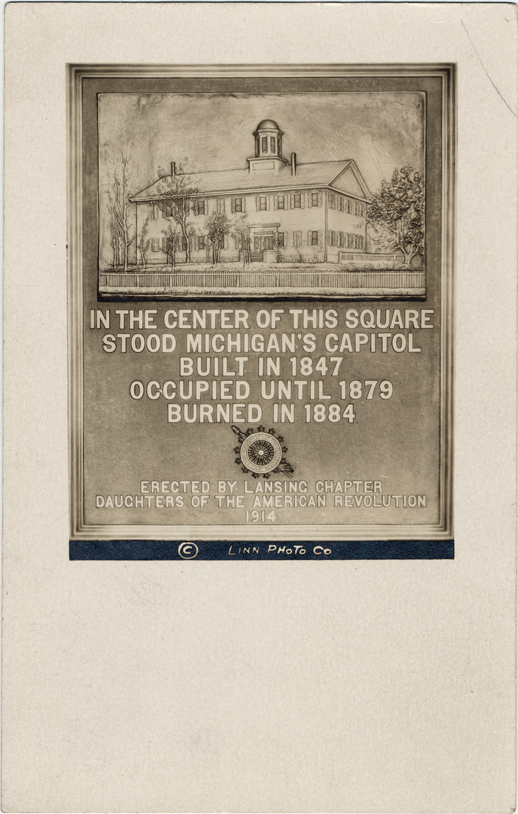 IN THE CENTER OF THIS SQUARE
STOOD MICHIGAN'S CAPITOL
BUILT IN 1847
OCCUPIED UNTIL 1879
BURNED IN 1884
ERECTED BY LANSING CHAPTER
DAUGHTERS OF THE AMERICAN REVOLUTION
1914
© LINN PHOTO CO